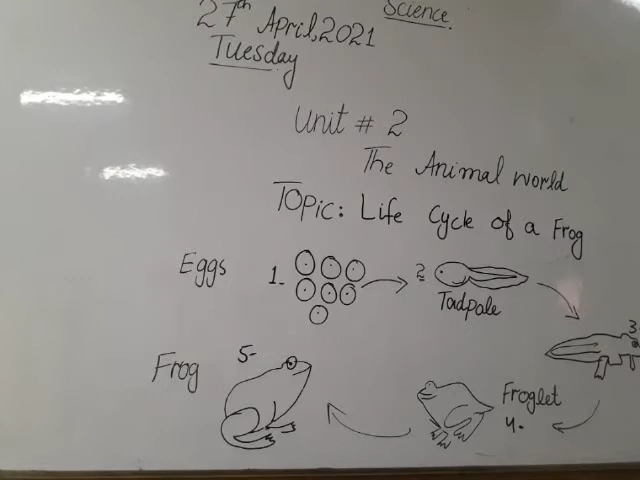 Science.
27th April, 2021
Tuesday
Unit # 2
The Animal world
Topic: Life Cycle of a Frog
Eggs
1-
2
Tadpale
3
Frog
5-
Froglet
4.